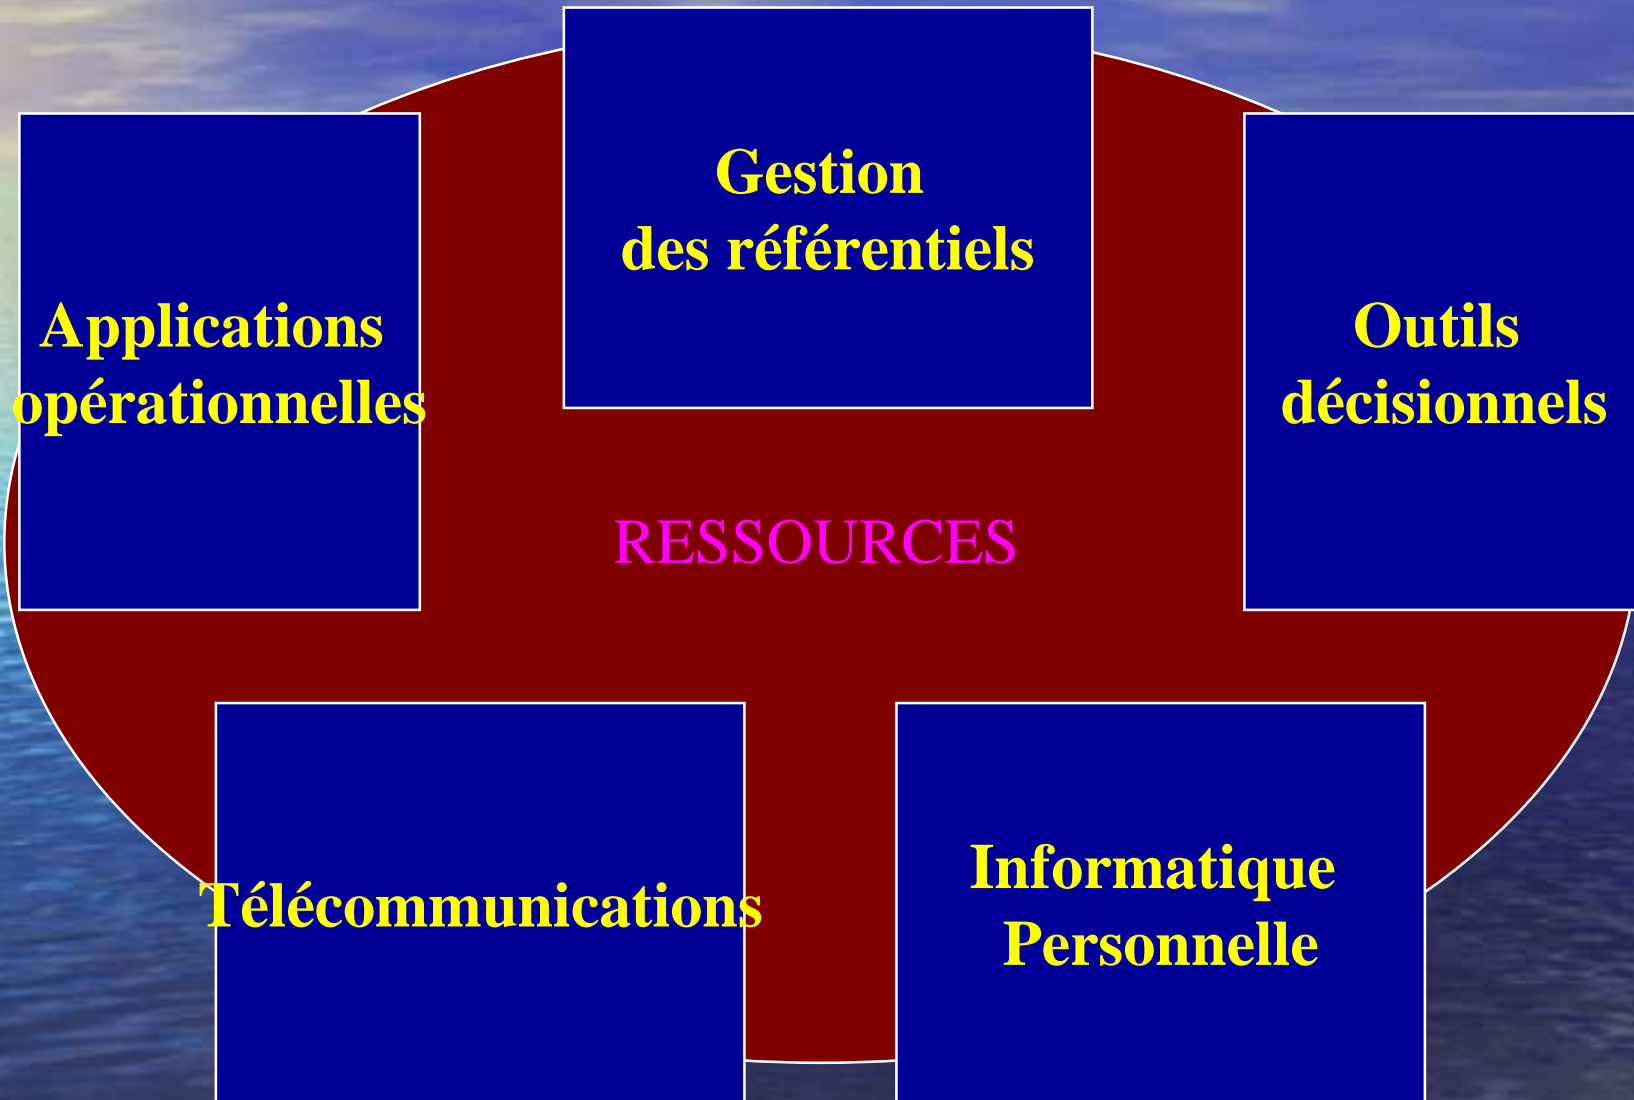 Gestion
des référentiels
Applications
opérationnelles
Outils
décisionnels
RESSOURCES
Télécommunications
Informatique
Personnelle